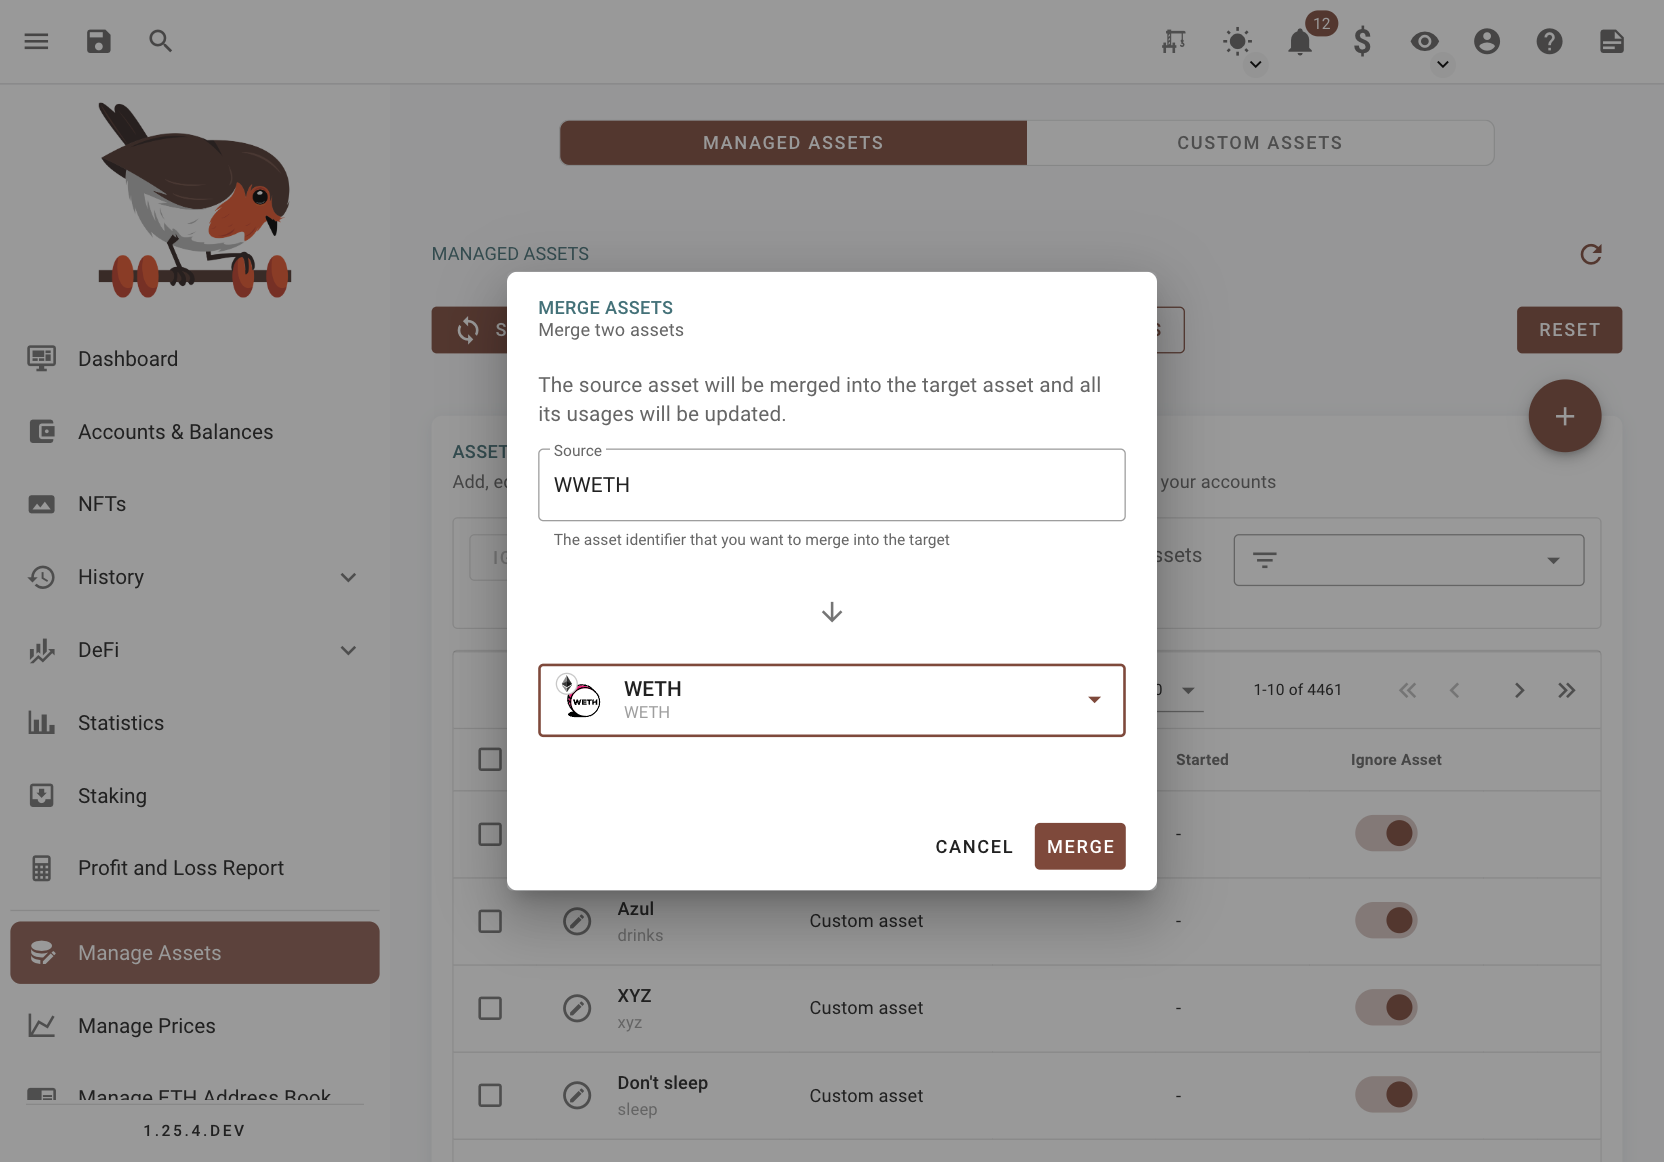 12
MANAGED ASSETS
CUSTOM ASSETS
MANAGED ASSETS
RESET
MERGE ASSETS
Merge two assets
The source asset will be merged into the target asset and all
its usages will be updated.
Source
WWETH
The asset identifier that you want to merge into the target
WETH
WETH
WETH
CANCEL
MERGE
Dashboard
Accounts & Balances
NFTs
History
DeFi
Statistics
Staking
Profit and Loss Report
Manage Assets
Manage Prices
Manage ETH Address Book
1.25.4.DEV
your accounts
1-10 of 4461
Started
Ignore Asset
-
Azul
drinks
Custom asset
-
XYZ
xyz
Custom asset
-
Don't sleep
sleep
Custom asset
-